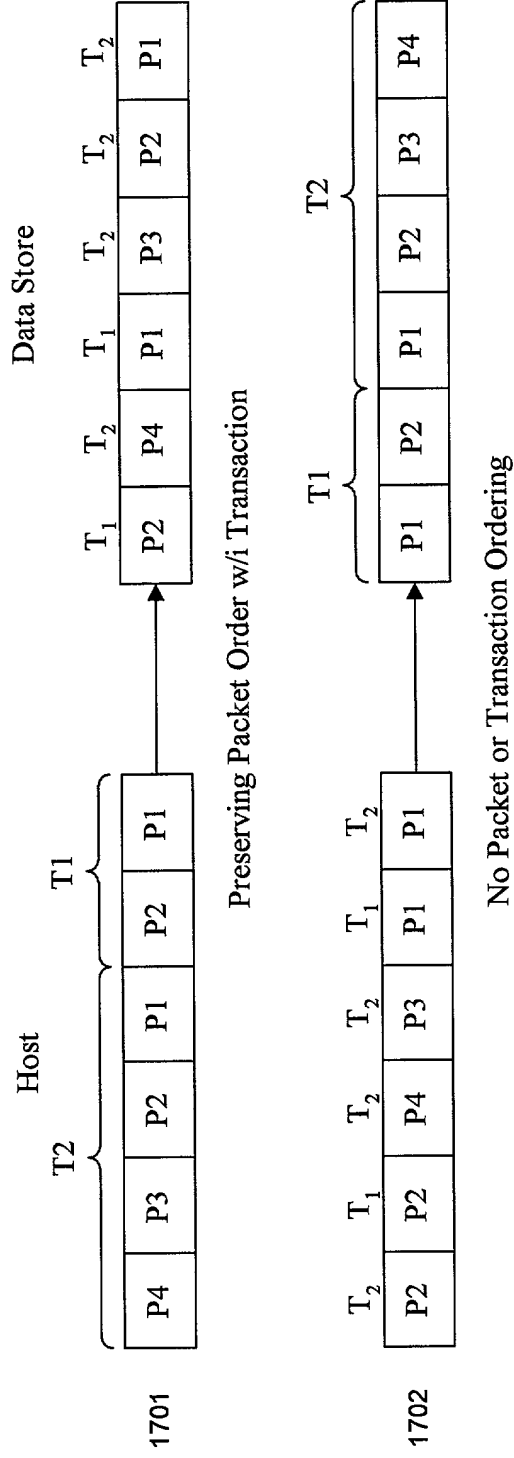 Host
Data Store
T2 T1
T1 T2 T1 T2 T2 T2
1701
P4 P3 P2 P1 P2 P1
P2 P4 P1 P3 P2 P1
Preserving Packet Order w/i Transaction
T2 T1 T2 T2 T1 T2
T1 T2
1702
P2 P2 P4 P3 P1 P1
P1 P2 P1 P2 P3 P4
No Packet or Transaction Ordering